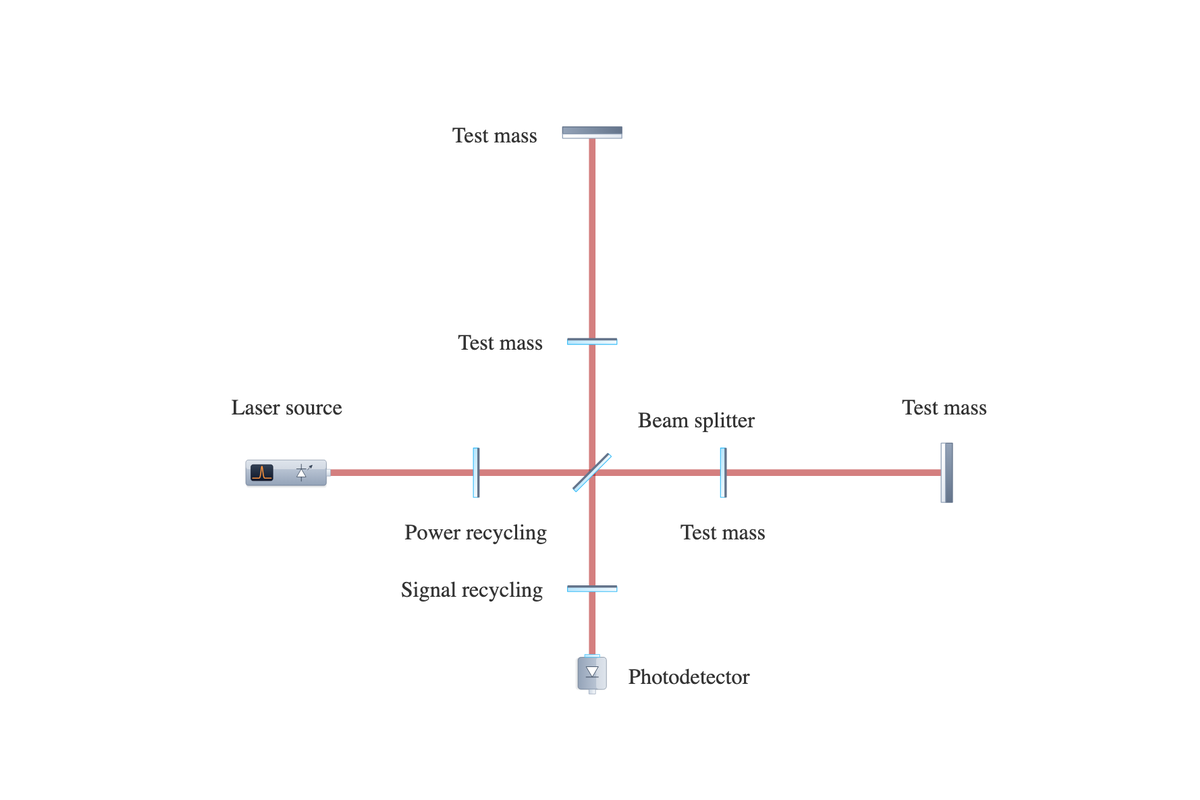 Test mass
Test mass
Laser source
Test mass
Beam splitter
Power recycling
Test mass
Signal recycling
Photodetector